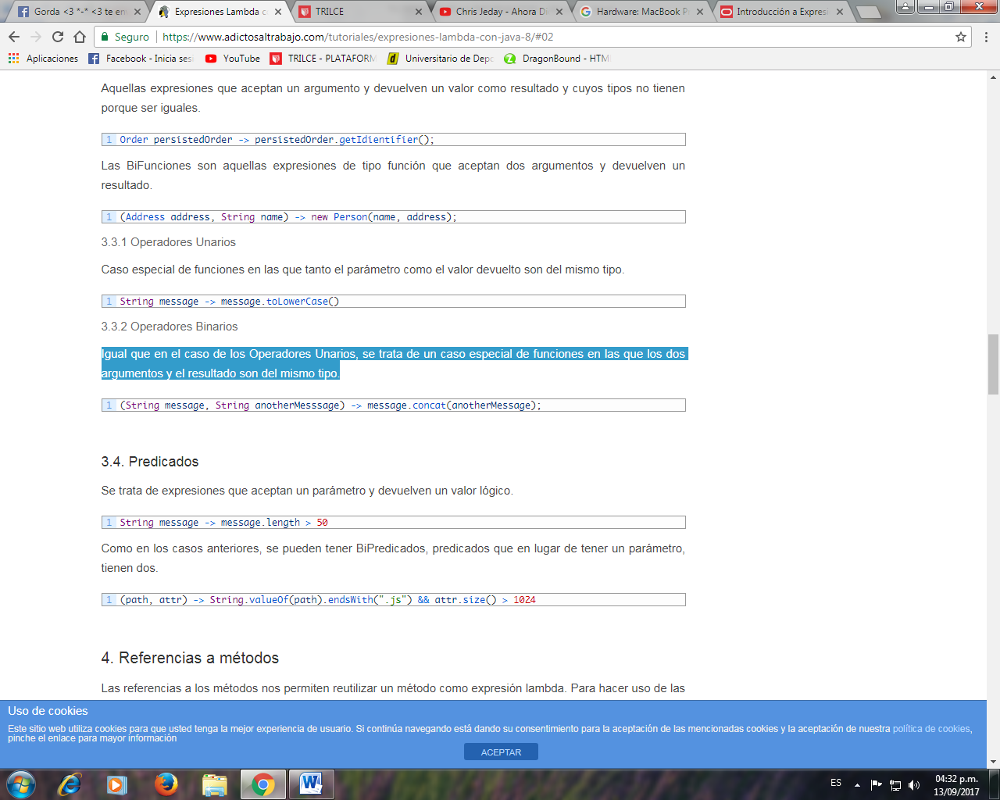 Gorda <3 *-* <3 te en
Expresiones Lambda c
TRILCE
Chris Jeday - Ahora Di
Hardware: MacBook P
Introducción a Expresi
Seguro
https://www.adictosaltrabajo.com/tutoriales/expresiones-lambda-con-java-8/#02
Aplicaciones
Facebook - Inicia ses
YouTube
TRILCE - PLATAFORM
Universitario de Depo
DragonBound - HTM
Aquellas expresiones que aceptan un argumento y devuelven un valor como resultado y cuyos tipos no tienen
porque ser iguales.
1 Order persistedOrder -> persistedOrder.getIdientifier();
Las BiFunciones son aquellas expresiones de tipo función que aceptan dos argumentos y devuelven un
resultado.
1 (Address address, String name) -> new Person(name, address);
3.3.1 Operadores Unarios
Caso especial de funciones en las que tanto el parámetro como el valor devuelto son del mismo tipo.
1 String message -> message.toLowerCase()
3.3.2 Operadores Binarios
Igual que en el caso de los Operadores Unarios, se trata de un caso especial de funciones en las que los dos
argumentos y el resultado son del mismo tipo.
1 (String message, String anotherMesssage) -> message.concat(anotherMessage);
3.4. Predicados
Se trata de expresiones que aceptan un parámetro y devuelven un valor lógico.
1 String message -> message.length > 50
Como en los casos anteriores, se pueden tener BiPredicados, predicados que en lugar de tener un parámetro,
tienen dos.
1 (path, attr) -> String.valueOf(path).endsWith(".js") && attr.size() > 1024
4. Referencias a métodos
Las referencias a los métodos nos permiten reutilizar un método como expresión lambda. Para hacer uso de las
Uso de cookies
Este sitio web utiliza cookies para que usted tenga la mejor experiencia de usuario. Si continúa navegando está dando su consentimiento para la aceptación de las mencionadas cookies y la aceptación de nuestra política de cookies,
pinche el enlace para mayor información
ACEPTAR
ES
04:32 p.m.
13/09/2017